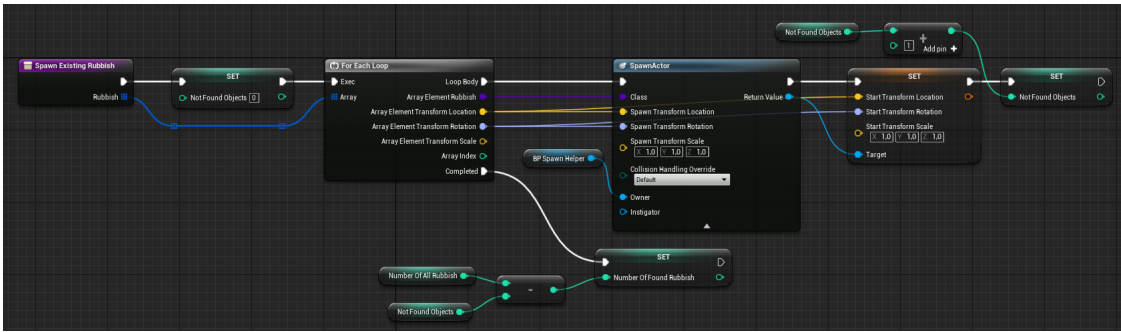 Not Found Objects
1
+
Add pin +
Spawn Existing Rubbish
Rubbish
SET
Not Found Objects 0
For Each Loop
Exec
Loop Body
Array
Array Element Rubbish
Array Element Transform Location
Array Element Transform Rotation
Array Element Transform Scale
Array Index
Completed
BP Spawn Helper
SpawnActor
Class
Return Value
Spawn Transform Location
Spawn Transform Rotation
Spawn Transform Scale
X 1,0 Y 1,0 Z 1,0
Collision Handling Override
Default
Owner
Instigator
SET
Start Transform Location
Start Transform Rotation
Start Transform Scale
X 1,0 Y 1,0 Z 1,0
Target
SET
Not Found Objects
Number Of All Rubbish
Not Found Objects
-
SET
Number Of Found Rubbish